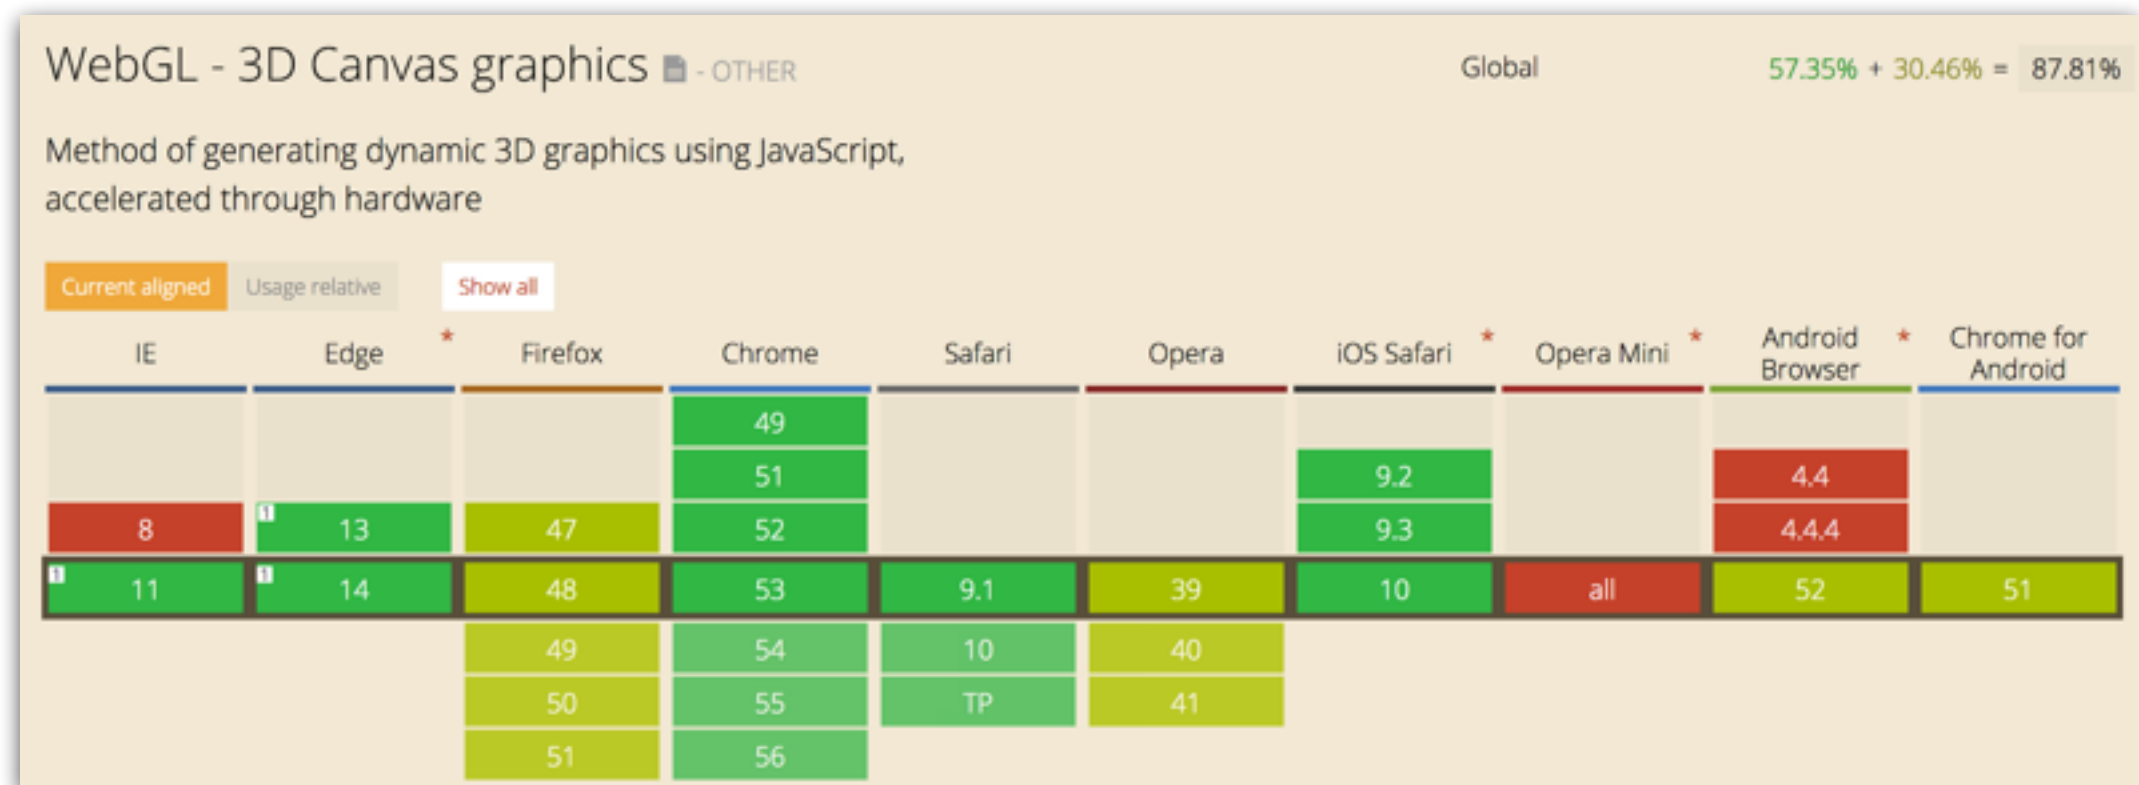 WebGL - 3D Canvas graphics - OTHER
Global 57.35% + 30.46% = 87.81%
Method of generating dynamic 3D graphics using JavaScript,
accelerated through hardware
Current aligned Usage relative Show all
IE Edge * Firefox Chrome Safari Opera iOS Safari * Opera Mini * Android Browser * Chrome for Android
49
51 9.2 4.4
8 1 13 47 52 9.3 4.4.4
1 11 1 14 48 53 9.1 39 10 all 52 51
49 54 10 40
50 55 TP 41
51 56